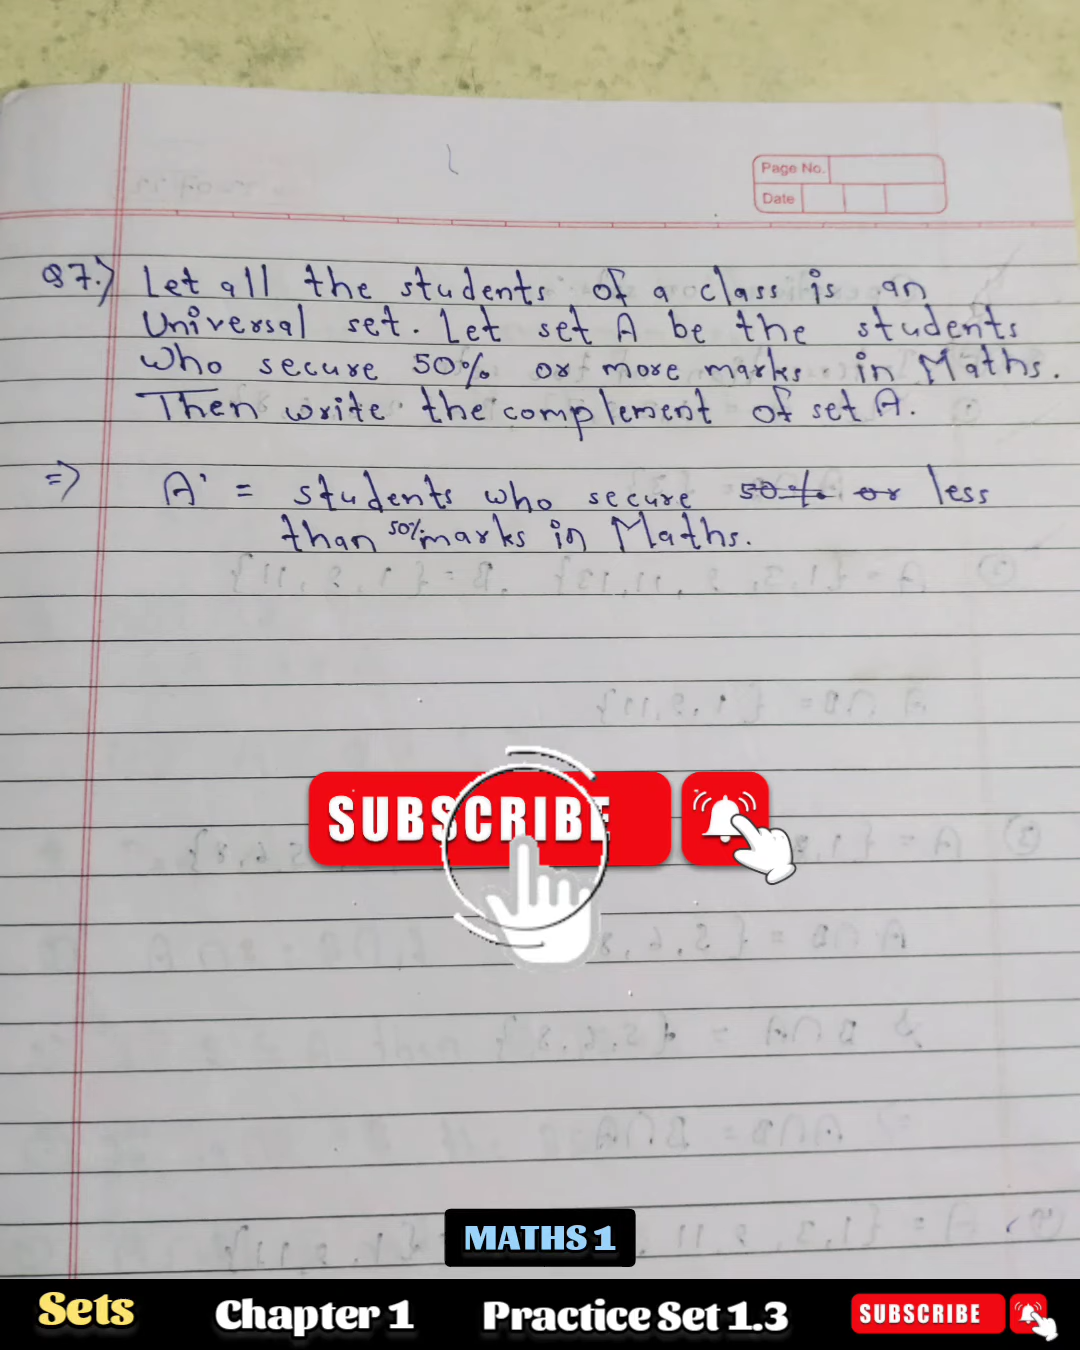 Page No.
Date
Q7.) Let all the students of a class is an
Universal set. Let set A be the students
who secure 50% or more marks in Maths.
Then write the complement of set A.
=> A' = students who secure 50% or less
than 50% marks in Maths.
SUBSCRIBE
MATHS 1
Sets Chapter 1 Practice Set 1.3 SUBSCRIBE